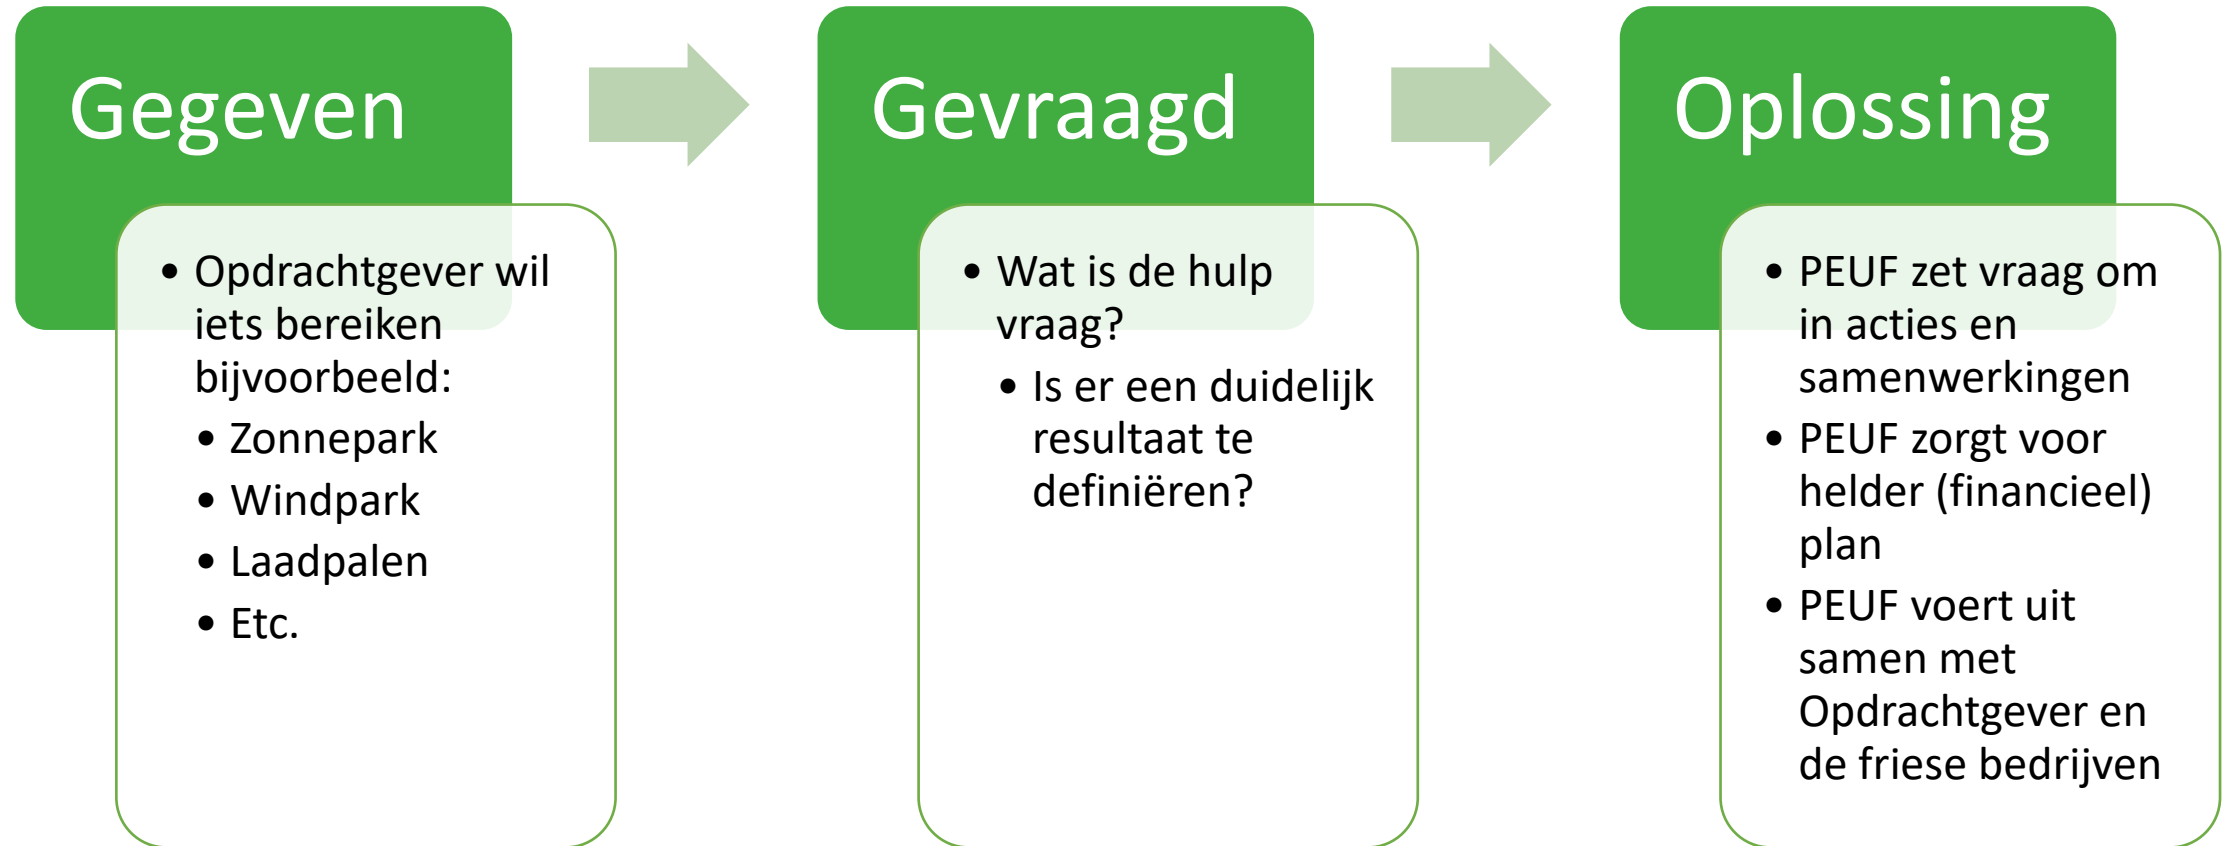 Gegeven
• Opdrachtgever wil
iets bereiken
bijvoorbeeld:
• Zonnepark
• Windpark
• Laadpalen
• Etc.
Gevraagd
• Wat is de hulp
vraag?
• Is er een duidelijk
resultaat te
definiëren?
Oplossing
• PEUF zet vraag om
in acties en
samenwerkingen
• PEUF zorgt voor
helder (financieel)
plan
• PEUF voert uit
samen met
Opdrachtgever en
de friese bedrijven